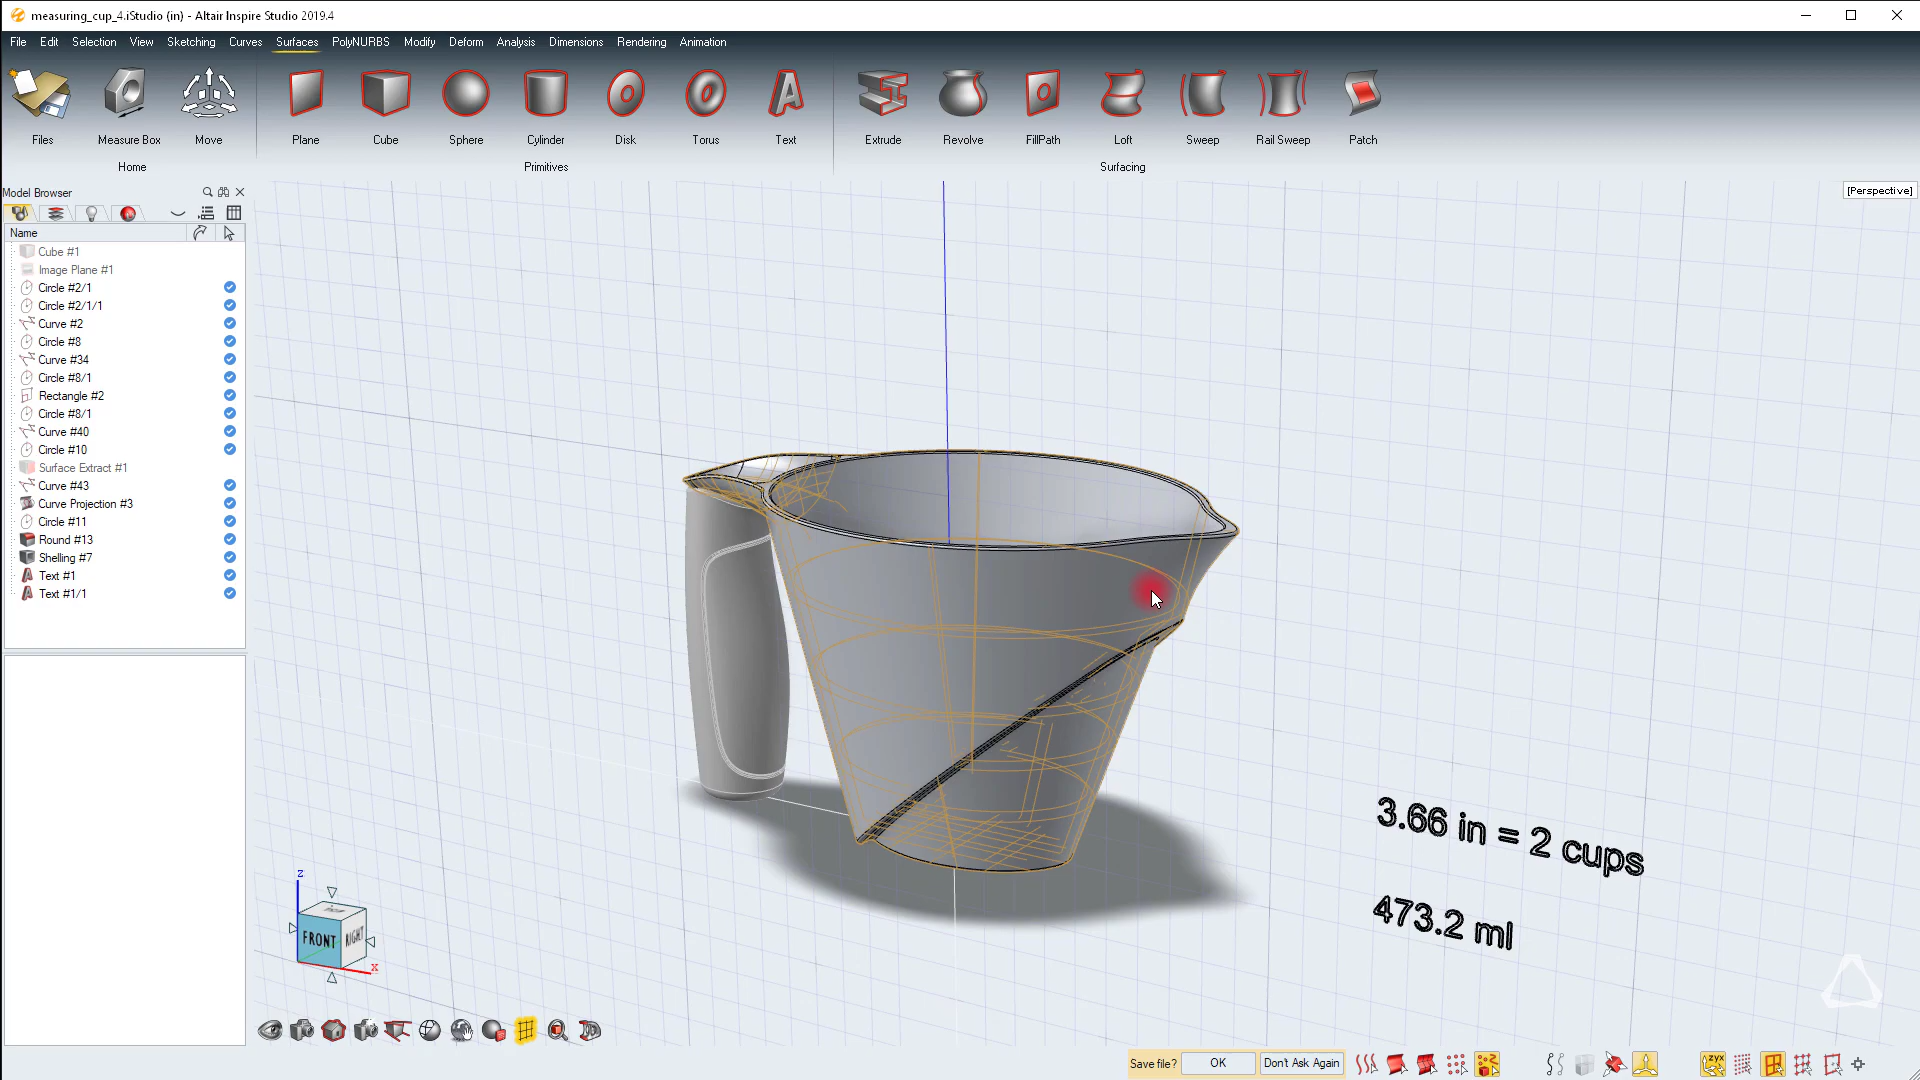 measuring_cup_4.iStudio (in) - Altair Inspire Studio 2019.4
File Edit Selection View Sketching Curves Surfaces PolyNURBS Modify Deform Analysis Dimensions Rendering Animation
Files Measure Box Move Plane Cube Sphere Cylinder Disk Torus Text Extrude Revolve FillPath Loft Sweep Rail Sweep Patch
Home Primitives Surfacing
Model Browser
[Perspective]
Name
Cube #1
Image Plane #1
Circle #2/1
Circle #2/1/1
Curve #2
Circle #8
Curve #34
Circle #8/1
Rectangle #2
Circle #8/1
Curve #40
Circle #10
Surface Extract #1
Curve #43
Curve Projection #3
Circle #11
Round #13
Shelling #7
Text #1
Text #1/1
3.66 in = 2 cups
473.2 ml
z
FRONT RIGHT
x
Save file? OK Don't Ask Again
zyx